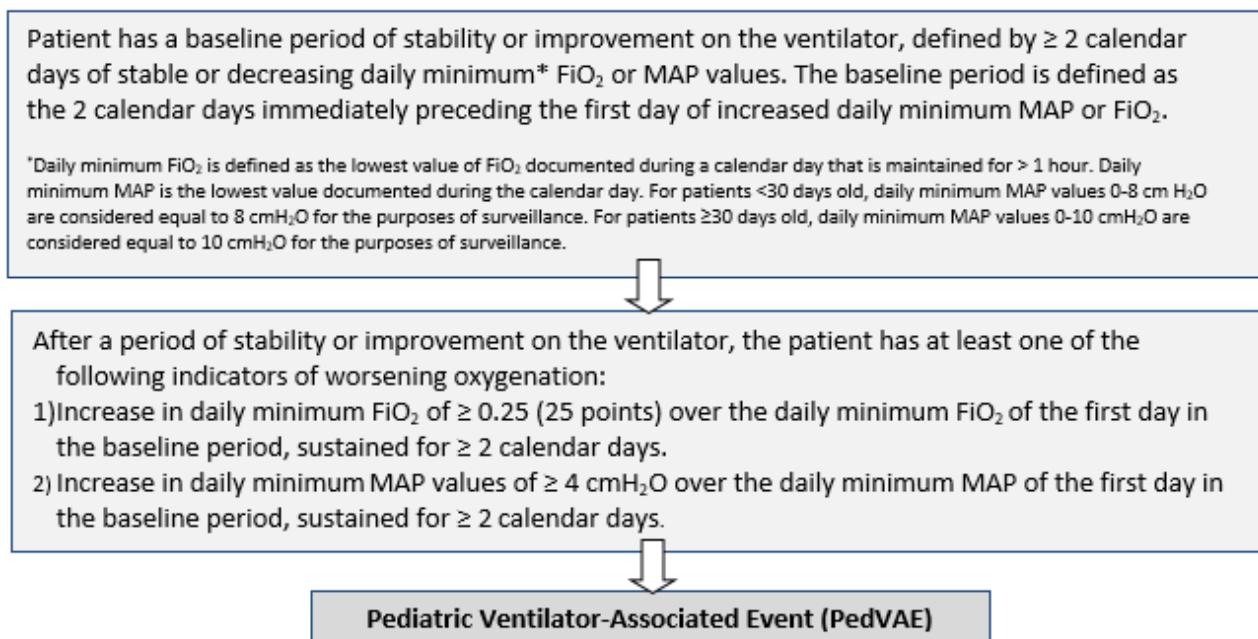 Patient has a baseline period of stability or improvement on the ventilator, defined by ≥ 2 calendar
days of stable or decreasing daily minimum* FiO₂ or MAP values. The baseline period is defined as
the 2 calendar days immediately preceding the first day of increased daily minimum MAP or FiO₂.
*Daily minimum FiO₂ is defined as the lowest value of FiO₂ documented during a calendar day that is maintained for > 1 hour. Daily
minimum MAP is the lowest value documented during the calendar day. For patients <30 days old, daily minimum MAP values 0-8 cm H₂O
are considered equal to 8 cmH₂O for the purposes of surveillance. For patients ≥30 days old, daily minimum MAP values 0-10 cmH₂O are
considered equal to 10 cmH₂O for the purposes of surveillance.
After a period of stability or improvement on the ventilator, the patient has at least one of the
following indicators of worsening oxygenation:
1)Increase in daily minimum FiO₂ of ≥ 0.25 (25 points) over the daily minimum FiO₂ of the first day in
the baseline period, sustained for ≥ 2 calendar days.
2) Increase in daily minimum MAP values of ≥ 4 cmH₂O over the daily minimum MAP of the first day in
the baseline period, sustained for ≥ 2 calendar days.
Pediatric Ventilator-Associated Event (PedVAE)